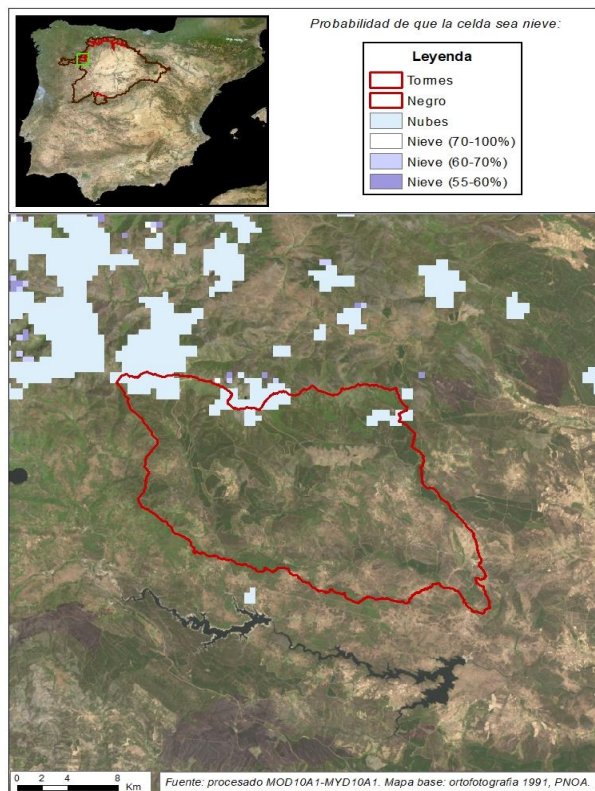 Probabilidad de que la celda sea nieve:
Leyenda
Tormes
Negro
Nubes
Nieve (70-100%)
Nieve (60-70%)
Nieve (55-60%)
0 2 4 8
Km
Fuente: procesado MOD10A1-MYD10A1. Mapa base: ortofotografia 1991, PNOA.